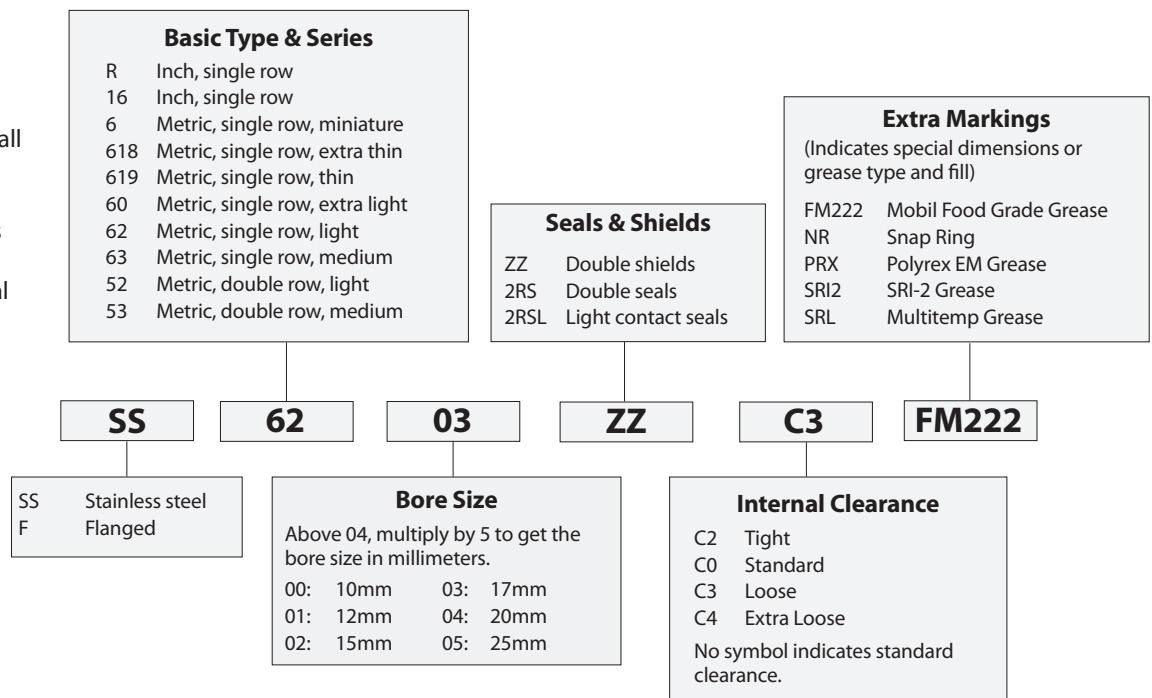 Basic Type & Series
R Inch, single row
16 Inch, single row
6 Metric, single row, miniature
618 Metric, single row, extra thin
619 Metric, single row, thin
60 Metric, single row, extra light
62 Metric, single row, light
63 Metric, single row, medium
52 Metric, double row, light
53 Metric, double row, medium
Seals & Shields
ZZ Double shields
2RS Double seals
2RSL Light contact seals
Extra Markings
(Indicates special dimensions or
grease type and fill)
FM222 Mobil Food Grade Grease
NR Snap Ring
PRX Polyrex EM Grease
SRI2 SRI-2 Grease
SRL Multitemp Grease
SS 62 03 ZZ C3 FM222
SS Stainless steel
F Flanged
Bore Size
Above 04, multiply by 5 to get the
bore size in millimeters.
00: 10mm 03: 17mm
01: 12mm 04: 20mm
02: 15mm 05: 25mm
Internal Clearance
C2 Tight
C0 Standard
C3 Loose
C4 Extra Loose
No symbol indicates standard
clearance.